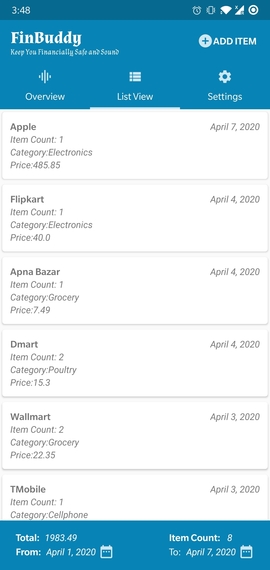 3:48
FinBuddy
Keep You Financially Safe and Sound
ADD ITEM
Overview
List View
Settings
Apple April 7, 2020
Item Count: 1
Category:Electronics
Price:485.85
Flipkart April 4, 2020
Item Count: 1
Category:Electronics
Price:40.0
Apna Bazar April 4, 2020
Item Count: 1
Category:Grocery
Price:7.49
Dmart April 4, 2020
Item Count: 2
Category:Poultry
Price:15.3
Wallmart April 3, 2020
Item Count: 2
Category:Grocery
Price:22.35
TMobile April 3, 2020
Item Count: 1
Category:Cellphone
Total: 1983.49 Item Count: 8
From: April 1, 2020 To: April 7, 2020